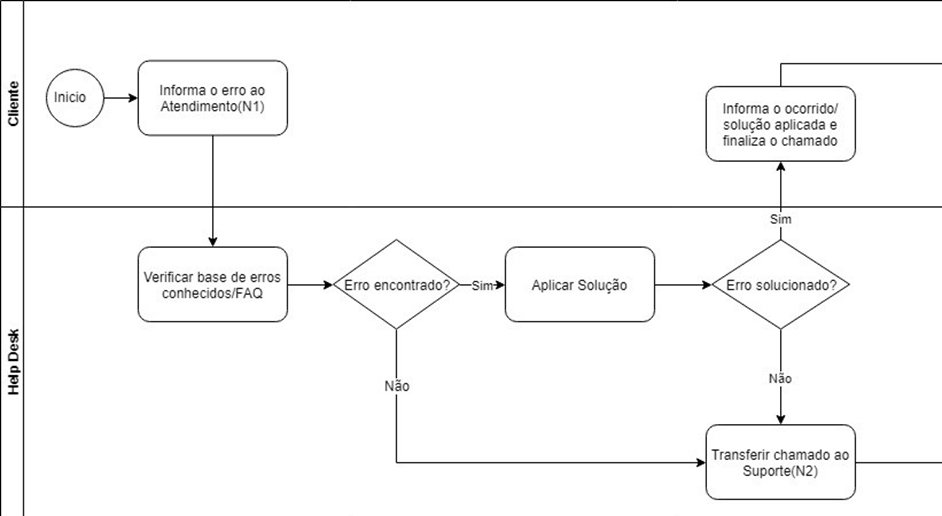 Cliente
Inicio
Informa o erro ao
Atendimento(N1)
Informa o ocorrido/
solução aplicada e
finaliza o chamado
Sim
Help Desk
Verificar base de erros
conhecidos/FAQ
Erro encontrado?
Sim
Aplicar Solução
Erro solucionado?
Não
Não
Transferir chamado ao
Suporte(N2)